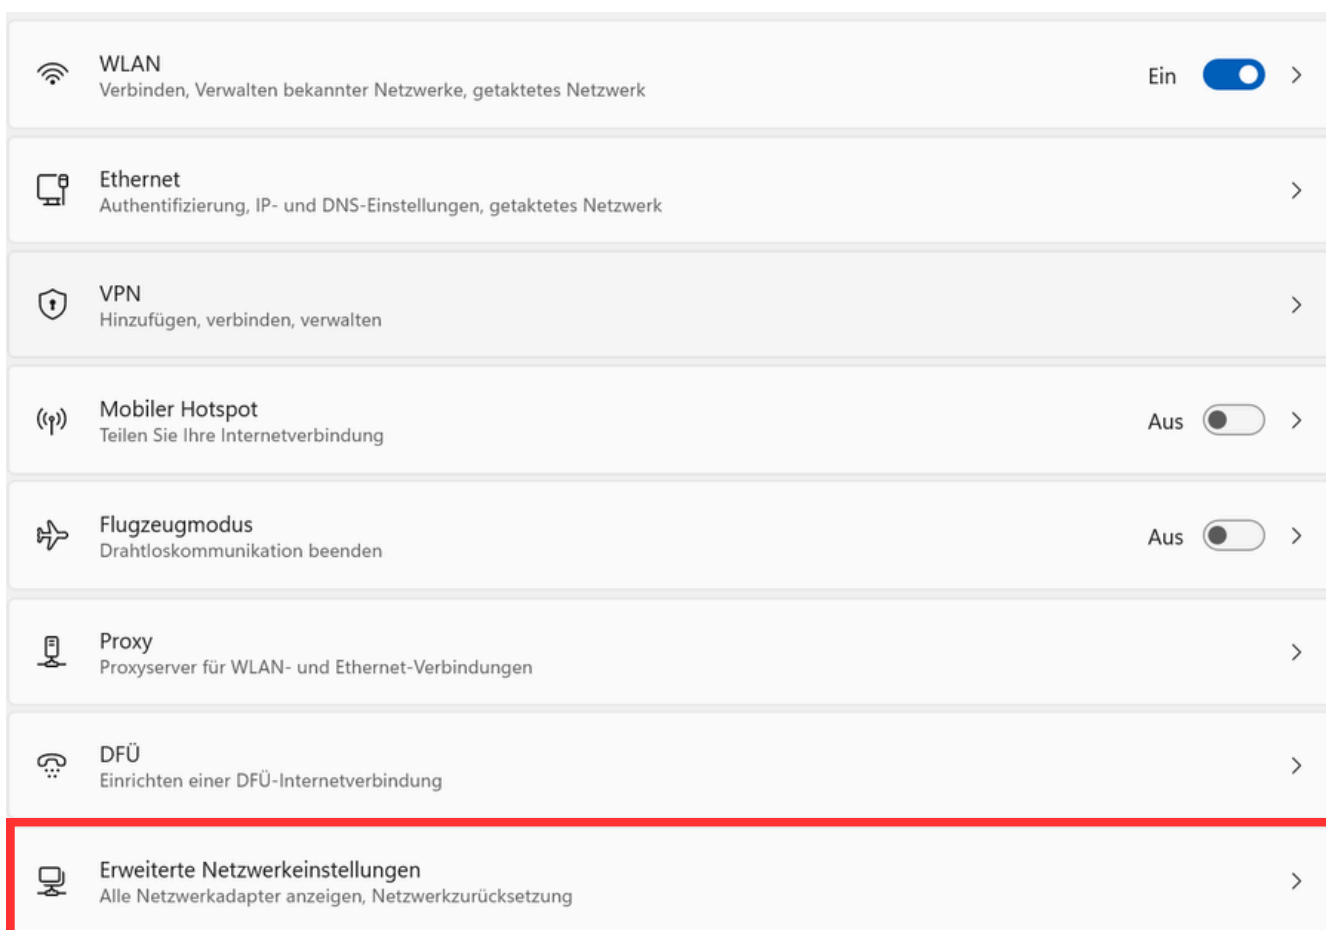 WLAN
Verbinden, Verwalten bekannter Netzwerke, getaktetes Netzwerk
Ein
Ethernet
Authentifizierung, IP- und DNS-Einstellungen, getaktetes Netzwerk
VPN
Hinzufügen, verbinden, verwalten
Mobiler Hotspot
Teilen Sie Ihre Internetverbindung
Aus
Flugzeugmodus
Drahtloskommunikation beenden
Aus
Proxy
Proxyserver für WLAN- und Ethernet-Verbindungen
DFÜ
Einrichten einer DFÜ-Internetverbindung
Erweiterte Netzwerkeinstellungen
Alle Netzwerkadapter anzeigen, Netzwerkzurücksetzung